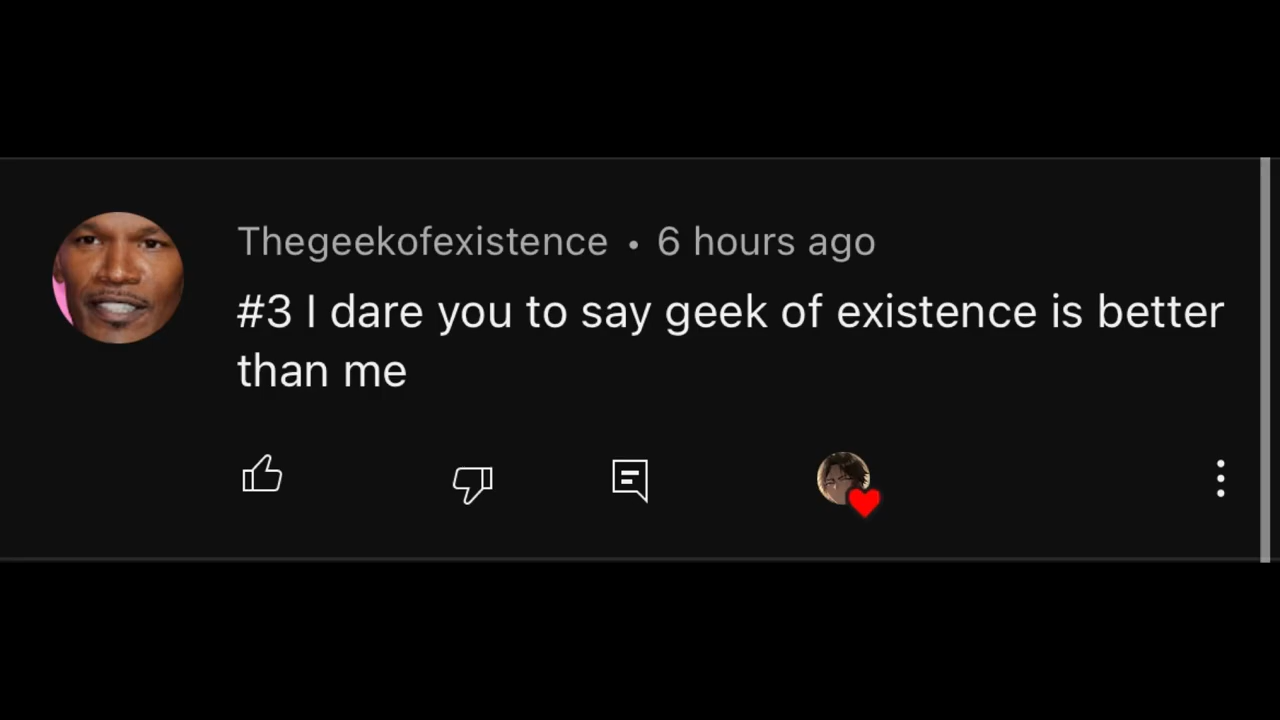 Thegeekofexistence • 6 hours ago
#3 I dare you to say geek of existence is better
than me